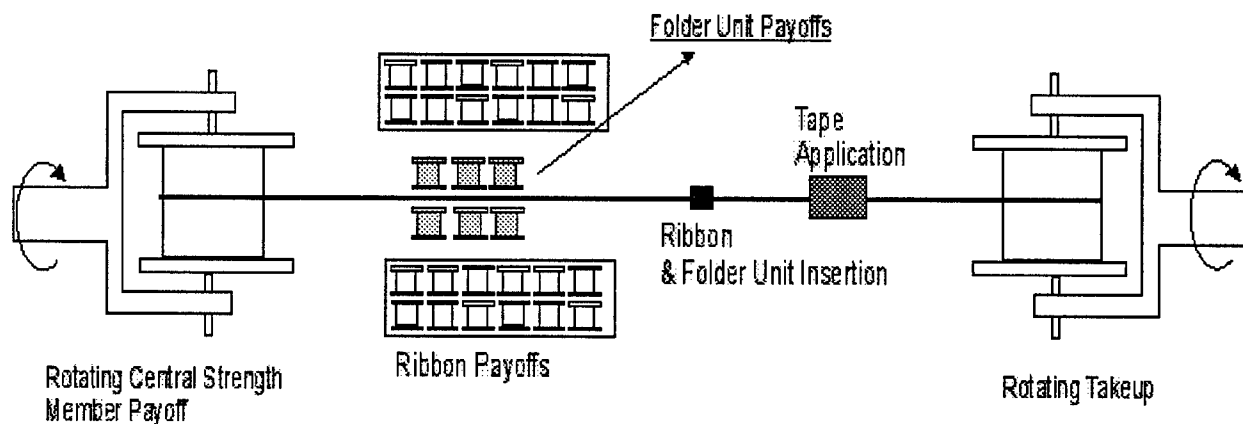 Folder Unit Payoffs
Tape
Application
Ribbon
& Folder Unit Insertion
Ribbon Payoffs
Rotating Central Strength
Member Payoff
Rotating Takeup